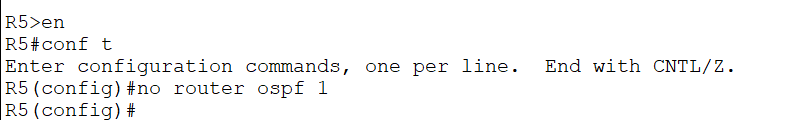 R5>en
R5#conf t
Enter configuration commands, one per line.  End with CNTL/Z.
R5(config)#no router ospf 1
R5(config)#